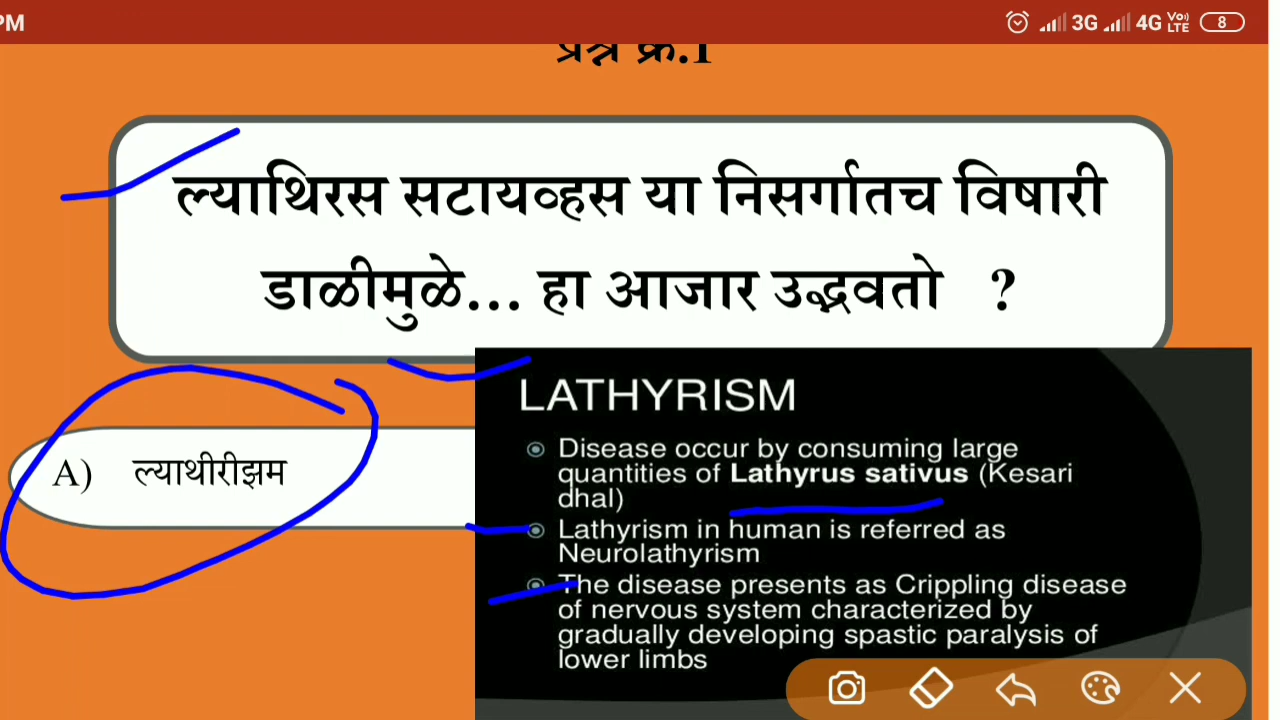 PM 3G 4G Vo) LTE 8
प्रश्न क्र.1
ल्याथिरस सटायव्हस या निसर्गातच विषारी
डाळीमुळे... हा आजार उद्भवतो ?
A) ल्याथीरीझम
LATHYRISM
Disease occur by consuming large
quantities of Lathyrus sativus (Kesari
dhal)
Lathyrism in human is referred as
Neurolathyrism
The disease presents as Crippling disease
of nervous system characterized by
gradually developing spastic paralysis of
lower limbs